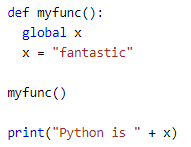 def myfunc():
  global x
  x = "fantastic"

myfunc()

print("Python is " + x)